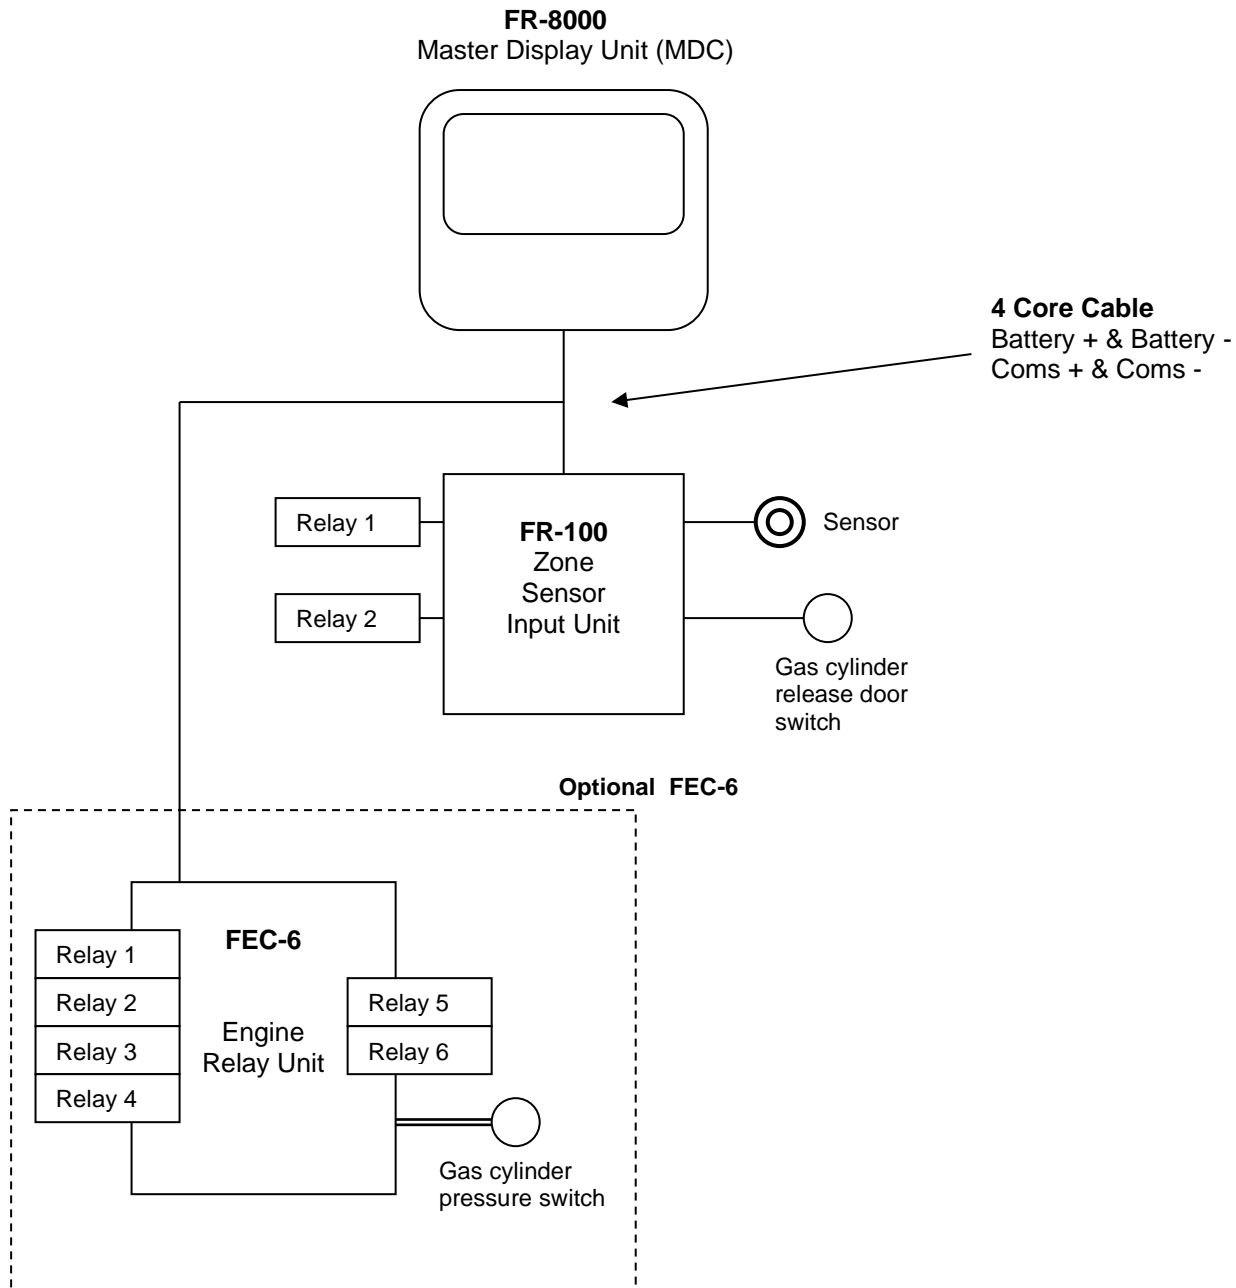 FR-8000
Master Display Unit (MDC)
4 Core Cable
Battery + & Battery -
Coms + & Coms -
Relay 1
Relay 2
FR-100
Zone
Sensor
Input Unit
Sensor
Gas cylinder
release door
switch
Optional FEC-6
Relay 1
Relay 2
Relay 3
Relay 4
FEC-6
Engine
Relay Unit
Relay 5
Relay 6
Gas cylinder
pressure switch